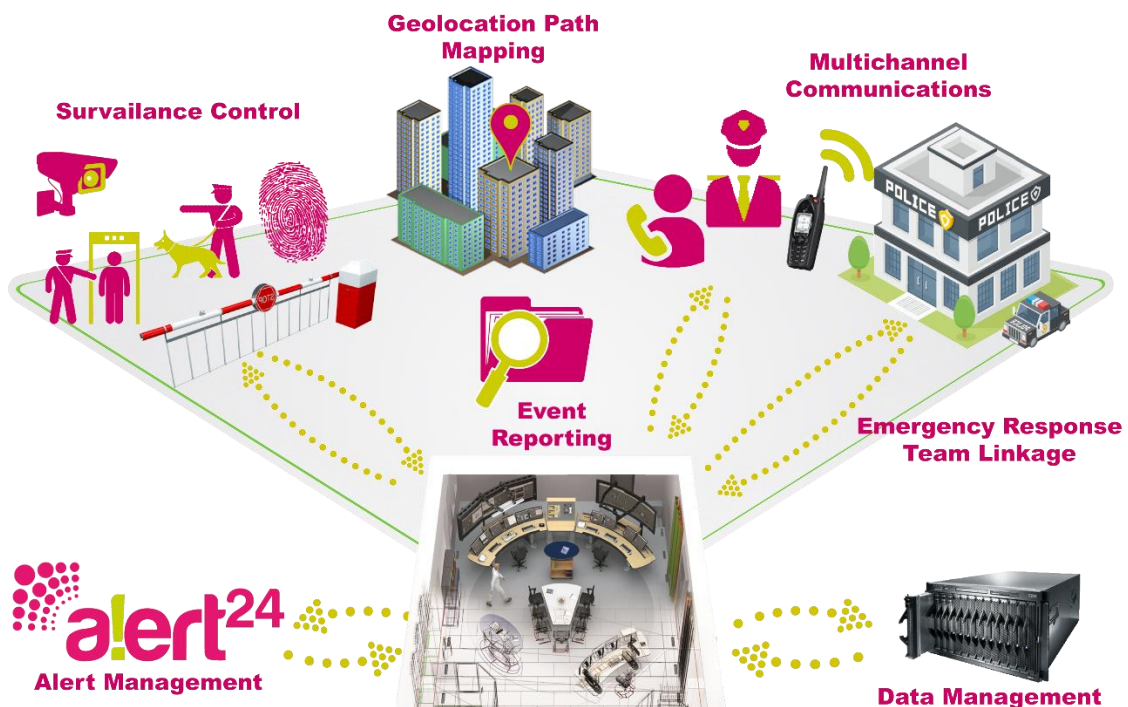 Geolocation Path
Mapping
Multichannel
Communications
Survailance Control
POLICE
POLICE
STOP
Event
Reporting
Emergency Response
Team Linkage
a!ert24
Alert Management
Data Management